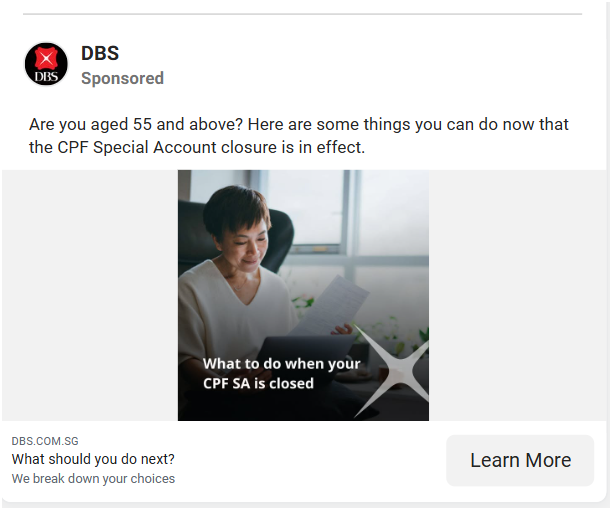 DBS
DBS
Sponsored
Are you aged 55 and above? Here are some things you can do now that
the CPF Special Account closure is in effect.
What to do when your
CPF SA is closed
DBS.COM.SG
What should you do next?
We break down your choices
Learn More